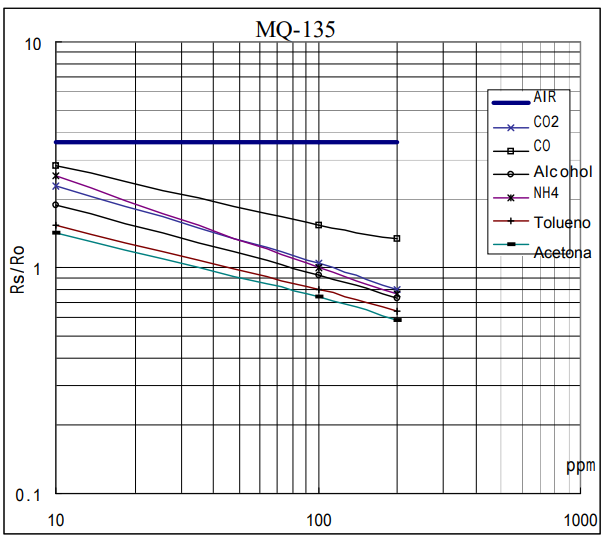 MQ-135
10
AIR
CO2
CO
Alcohol
NH4
Tolueno
Acetona
Rs/Ro
1
ppm
0.1
10
100
1000